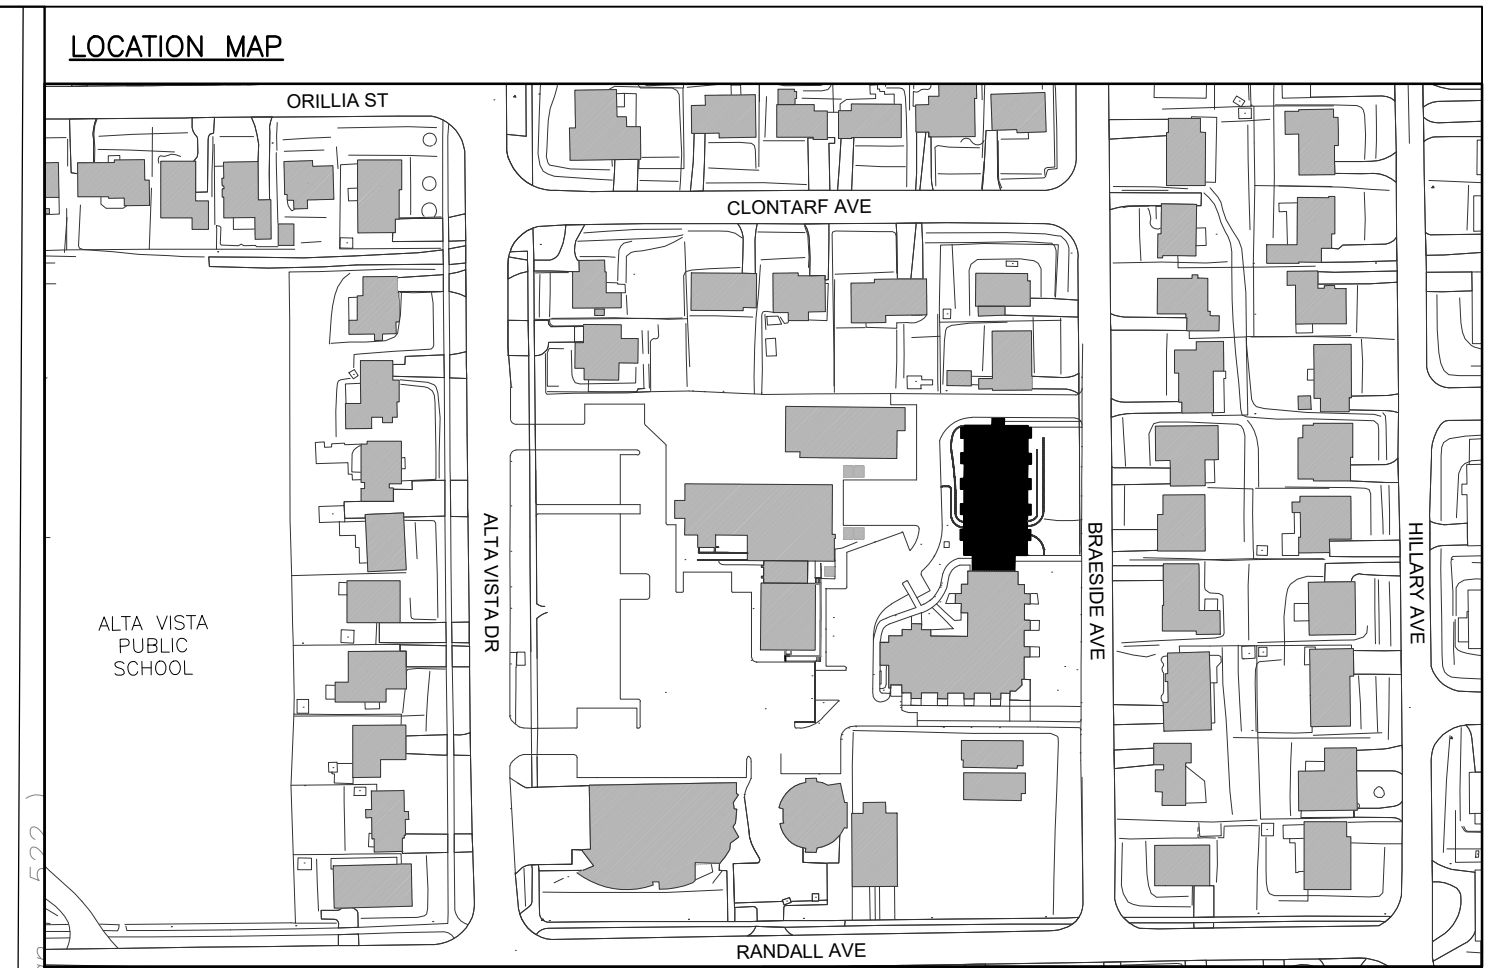 LOCATION MAP
ORILLIA ST
CLONTARF AVE
ALTA VISTA DR
BRAESIDE AVE
HILLARY AVE
ALTA VISTA
PUBLIC
SCHOOL
RANDALL AVE
522 )